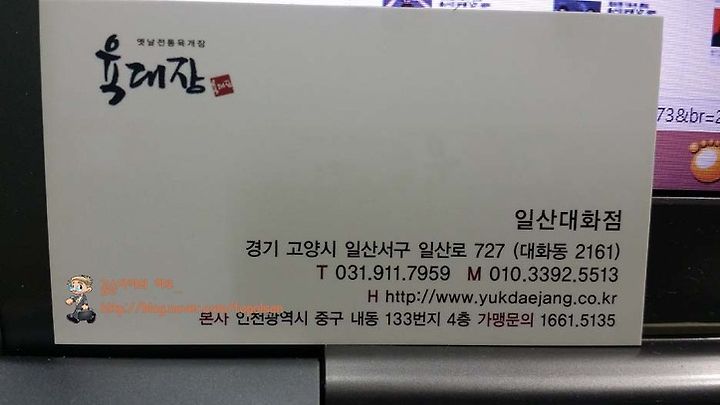 옛날전통육개장
육대장
일산대화점
경기 고양시 일산서구 일산로 727 (대화동 2161)
T 031.911.7959 M 010.3392.5513
H http://www.yukdaejang.co.kr
본사 인천광역시 중구 내동 133번지 4층 가맹문의 1661.5135
73&br=2